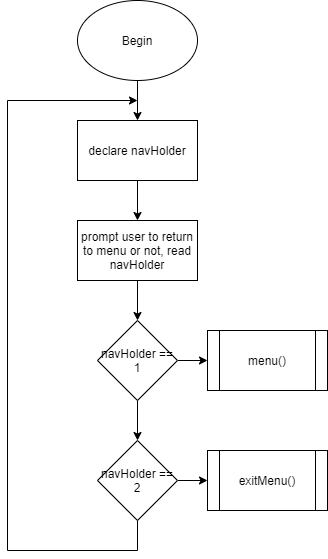 Begin
declare navHolder
prompt user to return
to menu or not, read
navHolder
navHolder ==
1
menu()
navHolder ==
2
exitMenu()